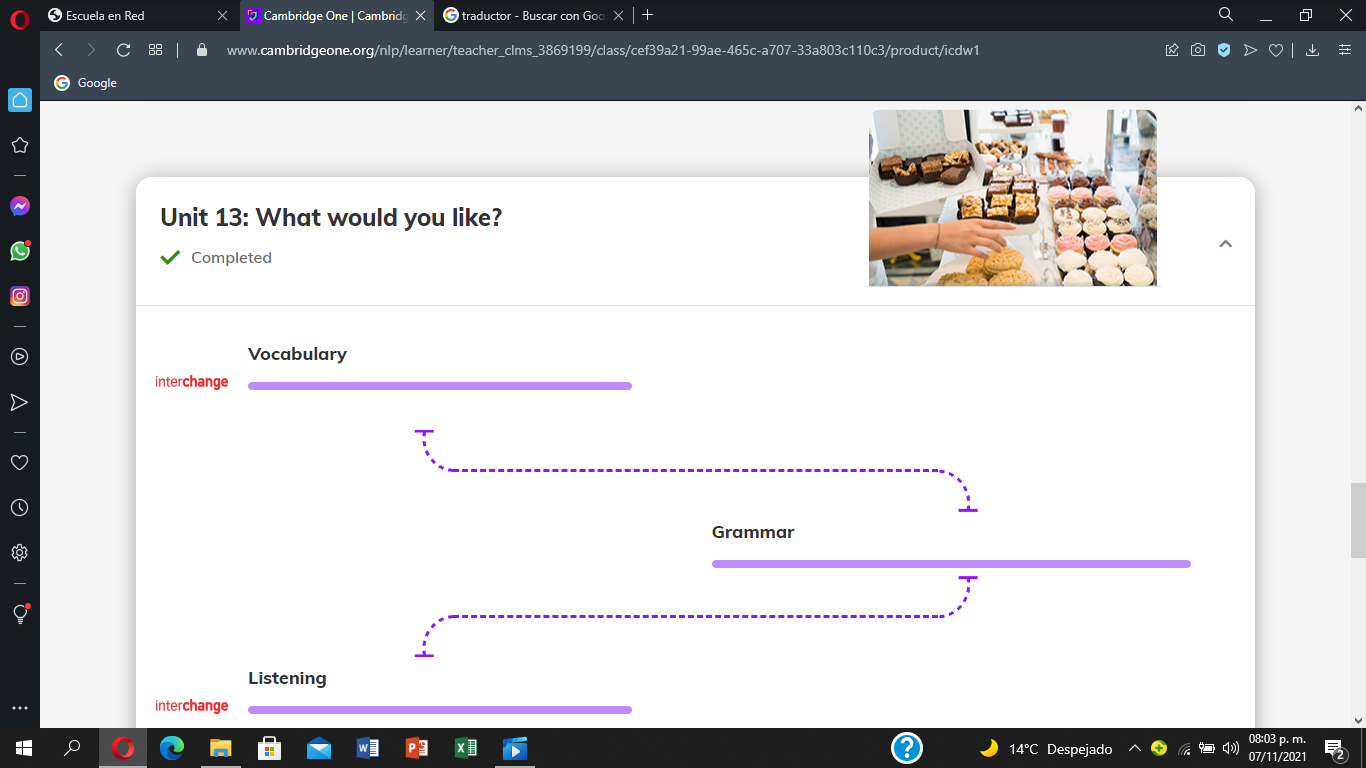 Escuela en Red
Cambridge One | Cambridg
traductor - Buscar con Goo
www.cambridgeone.org/nlp/learner/teacher_clms_3869199/class/cef39a21-99ae-465c-a707-33a803c110c3/product/icdw1
Google
Unit 13: What would you like?
Completed
Vocabulary
interchange
Grammar
Listening
interchange
14°C Despejado
08:03 p. m.
07/11/2021
2